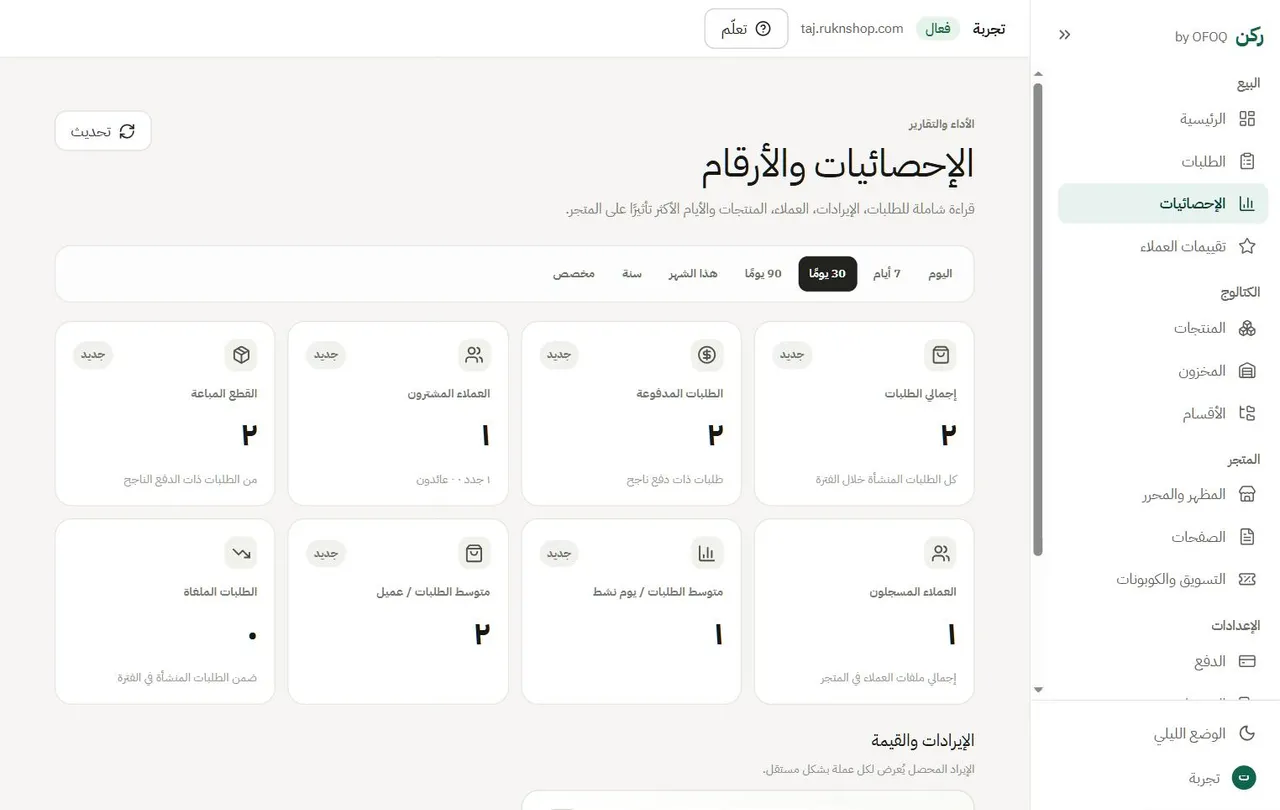 ركن by OFOQ
البيع
الرئيسية
الطلبات
الإحصائيات
تقييمات العملاء
الكتالوج
المنتجات
المخزون
الأقسام
المتجر
المظهر والمحرر
الصفحات
التسويق والكوبونات
الإعدادات
الدفع
الوضع الليلي
ت تجربة
تجربة فعال taj.ruknshop.com تعلّم
الأداء والتقارير
الإحصائيات والأرقام
قراءة شاملة للطلبات، الإيرادات، العملاء، المنتجات والأيام الأكثر تأثيرًا على المتجر.
تحديث
اليوم 7 أيام 30 يومًا 90 يومًا هذا الشهر سنة مخصص
جديد
إجمالي الطلبات
٢
كل الطلبات المنشأة خلال الفترة
جديد
الطلبات المدفوعة
٢
طلبات ذات دفع ناجح
جديد
العملاء المشترون
١
١ جدد · ٠ عائدون
جديد
القطع المباعة
٢
من الطلبات ذات الدفع الناجح
العملاء المسجلون
١
إجمالي ملفات العملاء في المتجر
جديد
متوسط الطلبات / يوم نشط
١
جديد
متوسط الطلبات / عميل
٢
الطلبات الملغاة
٠
ضمن الطلبات المنشأة في الفترة
الإيرادات والقيمة
الإيراد المحصل يُعرض لكل عملة بشكل مستقل.